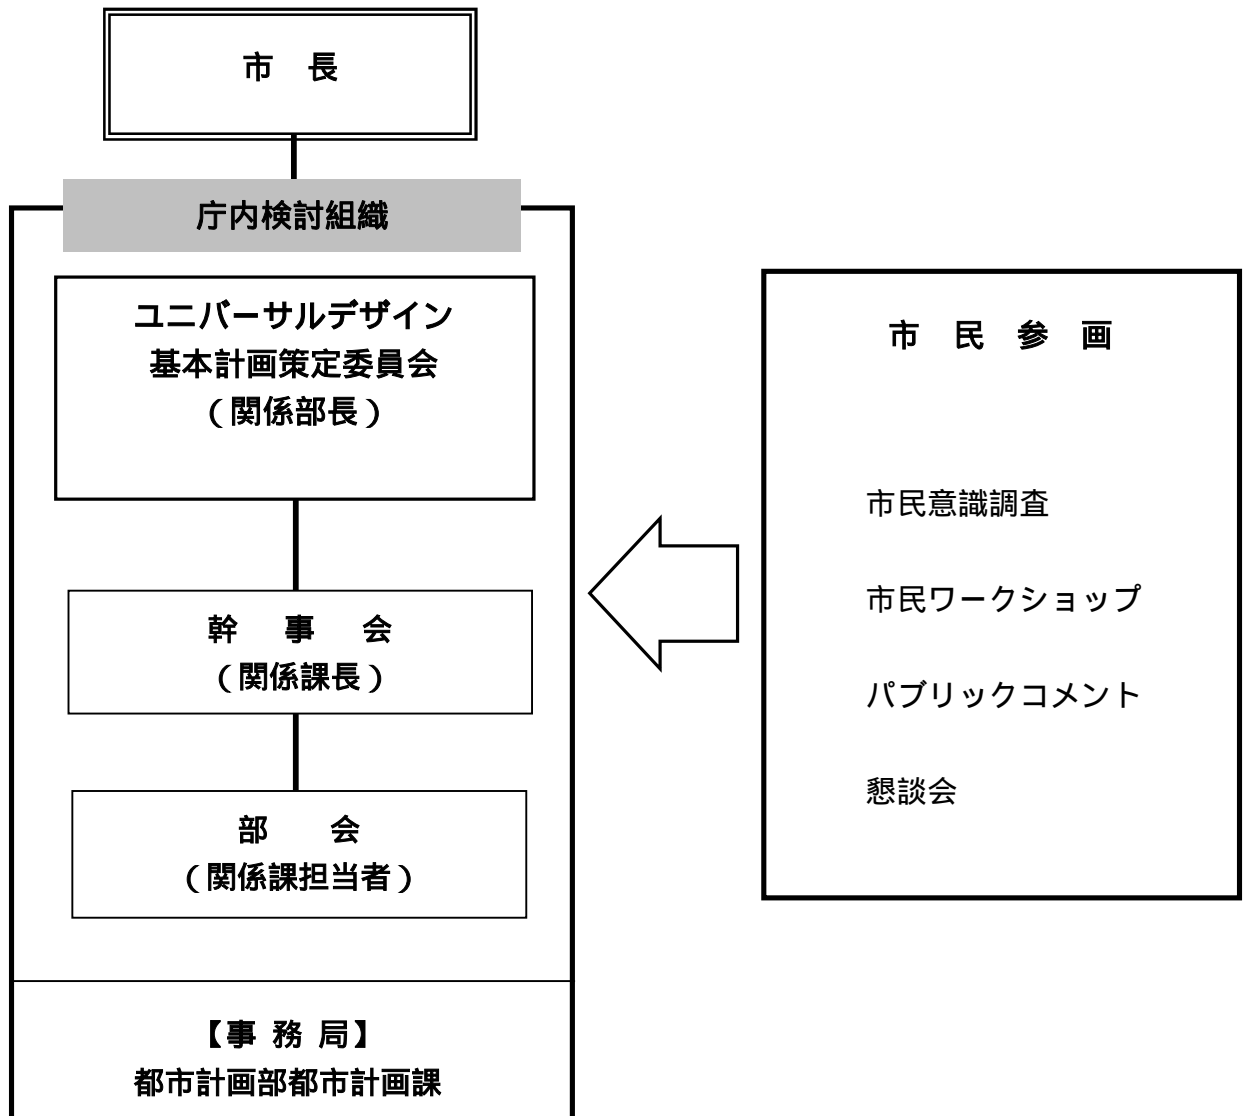 市 長
庁内検討組織
ユニバーサルデザイン
基本計画策定委員会
（関係部長）
幹 事 会
（関係課長）
部 会
（関係課担当者）
【事 務 局】
都市計画部都市計画課
市 民 参 画
市民意識調査
市民ワークショップ
パブリックコメント
懇談会